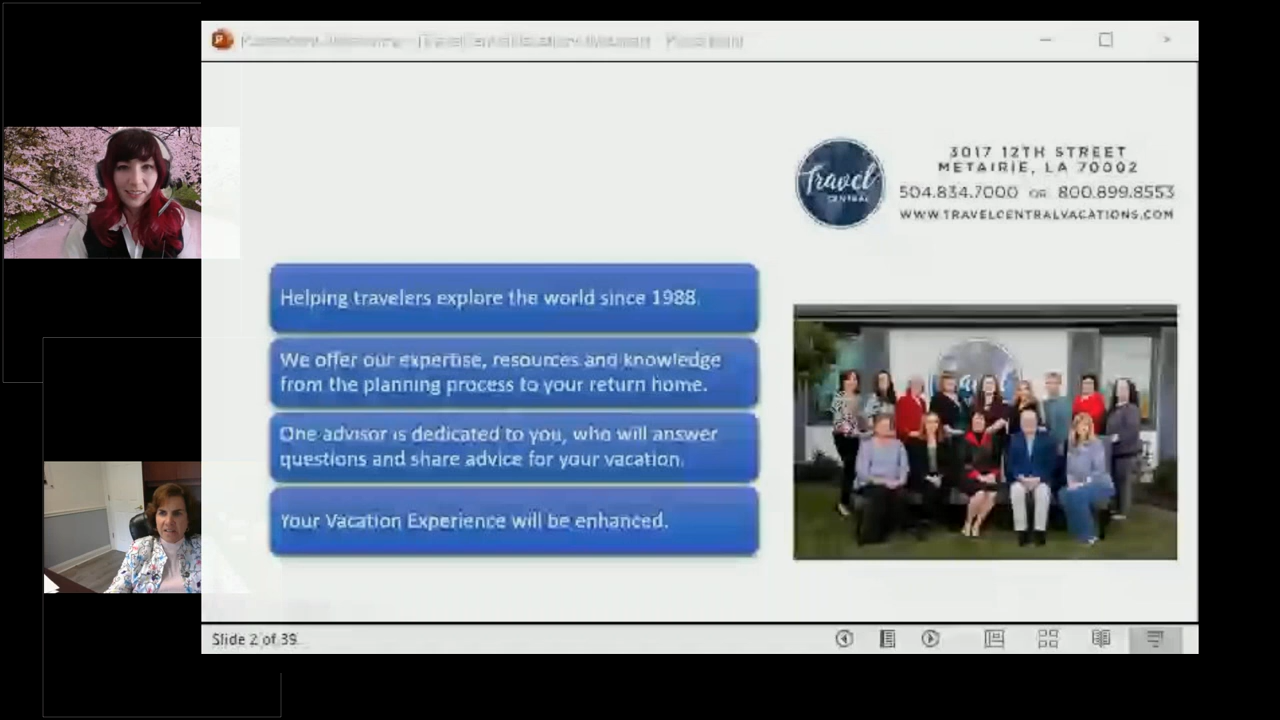 3017 12TH STREET
METAIRIE, LA 70002
504.834.7000 OR 800.899.8553
WWW.TRAVELCENTRALVACATIONS.COM
Travel
CENTRAL
Helping travelers explore the world since 1988.
We offer our expertise, resources and knowledge
from the planning process to your return home.
One advisor is dedicated to you, who will answer
questions and share advice for your vacation.
Your Vacation Experience will be enhanced.
Slide 2 of 39